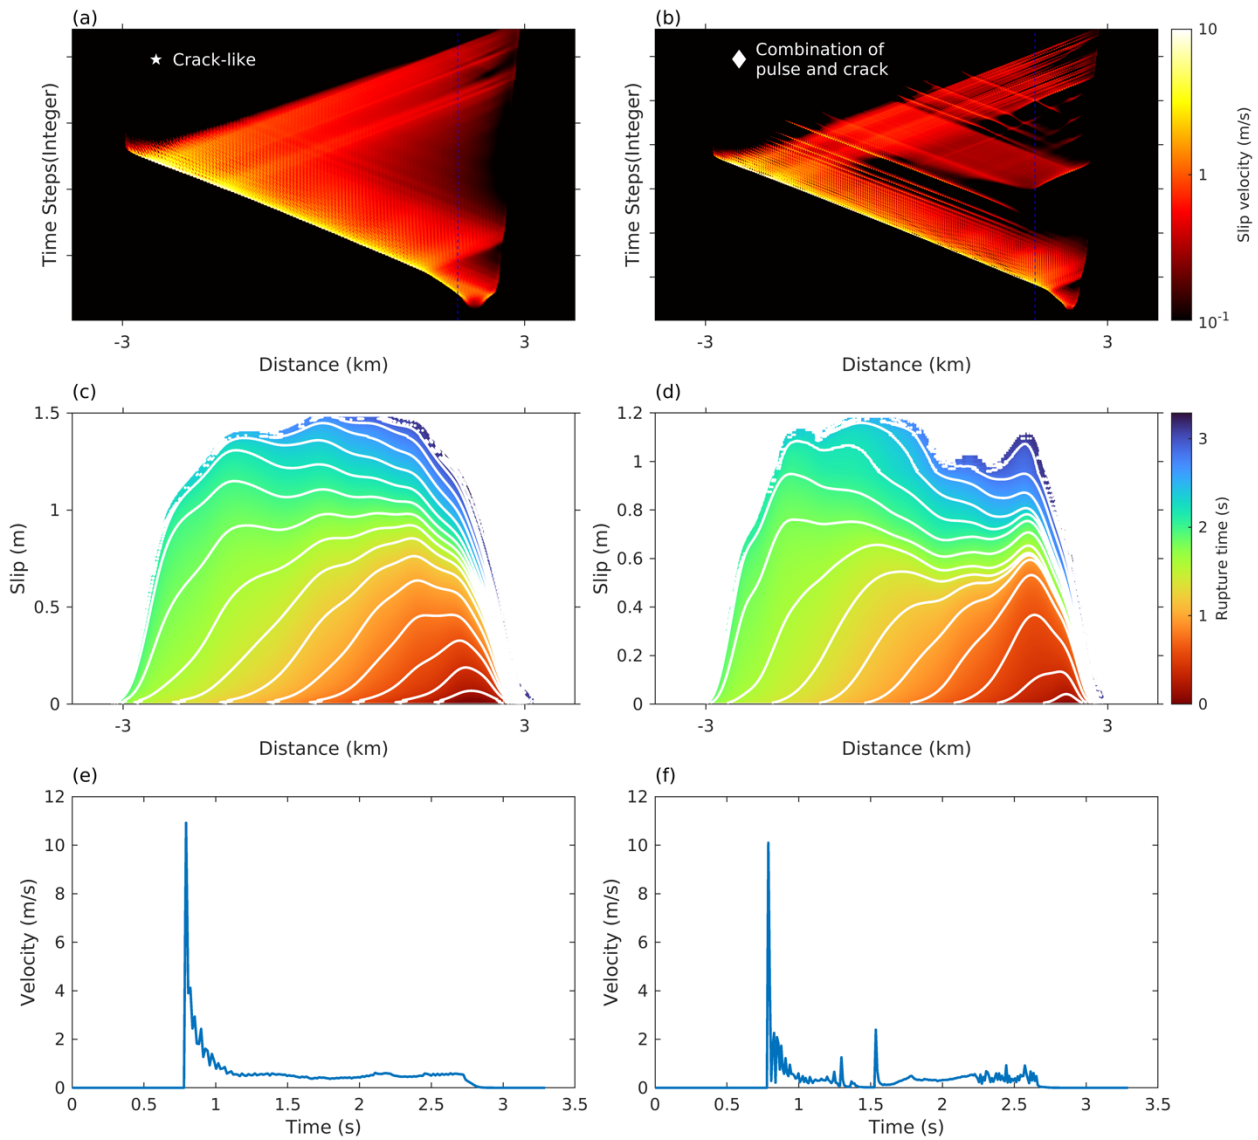 (a)
★ Crack-like
Time Steps(Integer)
-3
3
Distance (km)
(b)
Combination of
pulse and crack
Time Steps(Integer)
-3
3
Distance (km)
10
1
10-1
Slip velocity (m/s)
(c)
1.5
1
0.5
0
Slip (m)
-3
3
Distance (km)
(d)
1.2
1
0.8
0.6
0.4
0.2
0
Slip (m)
-3
3
Distance (km)
3
2
1
0
Rupture time (s)
(e)
12
10
8
6
4
2
0
Velocity (m/s)
0 0.5 1 1.5 2 2.5 3 3.5
Time (s)
(f)
12
10
8
6
4
2
0
Velocity (m/s)
0 0.5 1 1.5 2 2.5 3 3.5
Time (s)